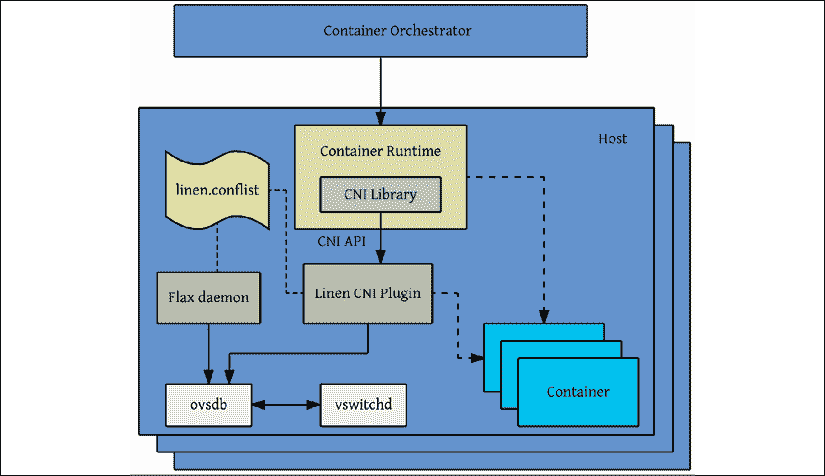 Container Orchestrator
Host
Container Runtime
linen.conflist
CNI Library
CNI API
Flax daemon
Linen CNI Plugin
ovsdb
vswitchd
Container